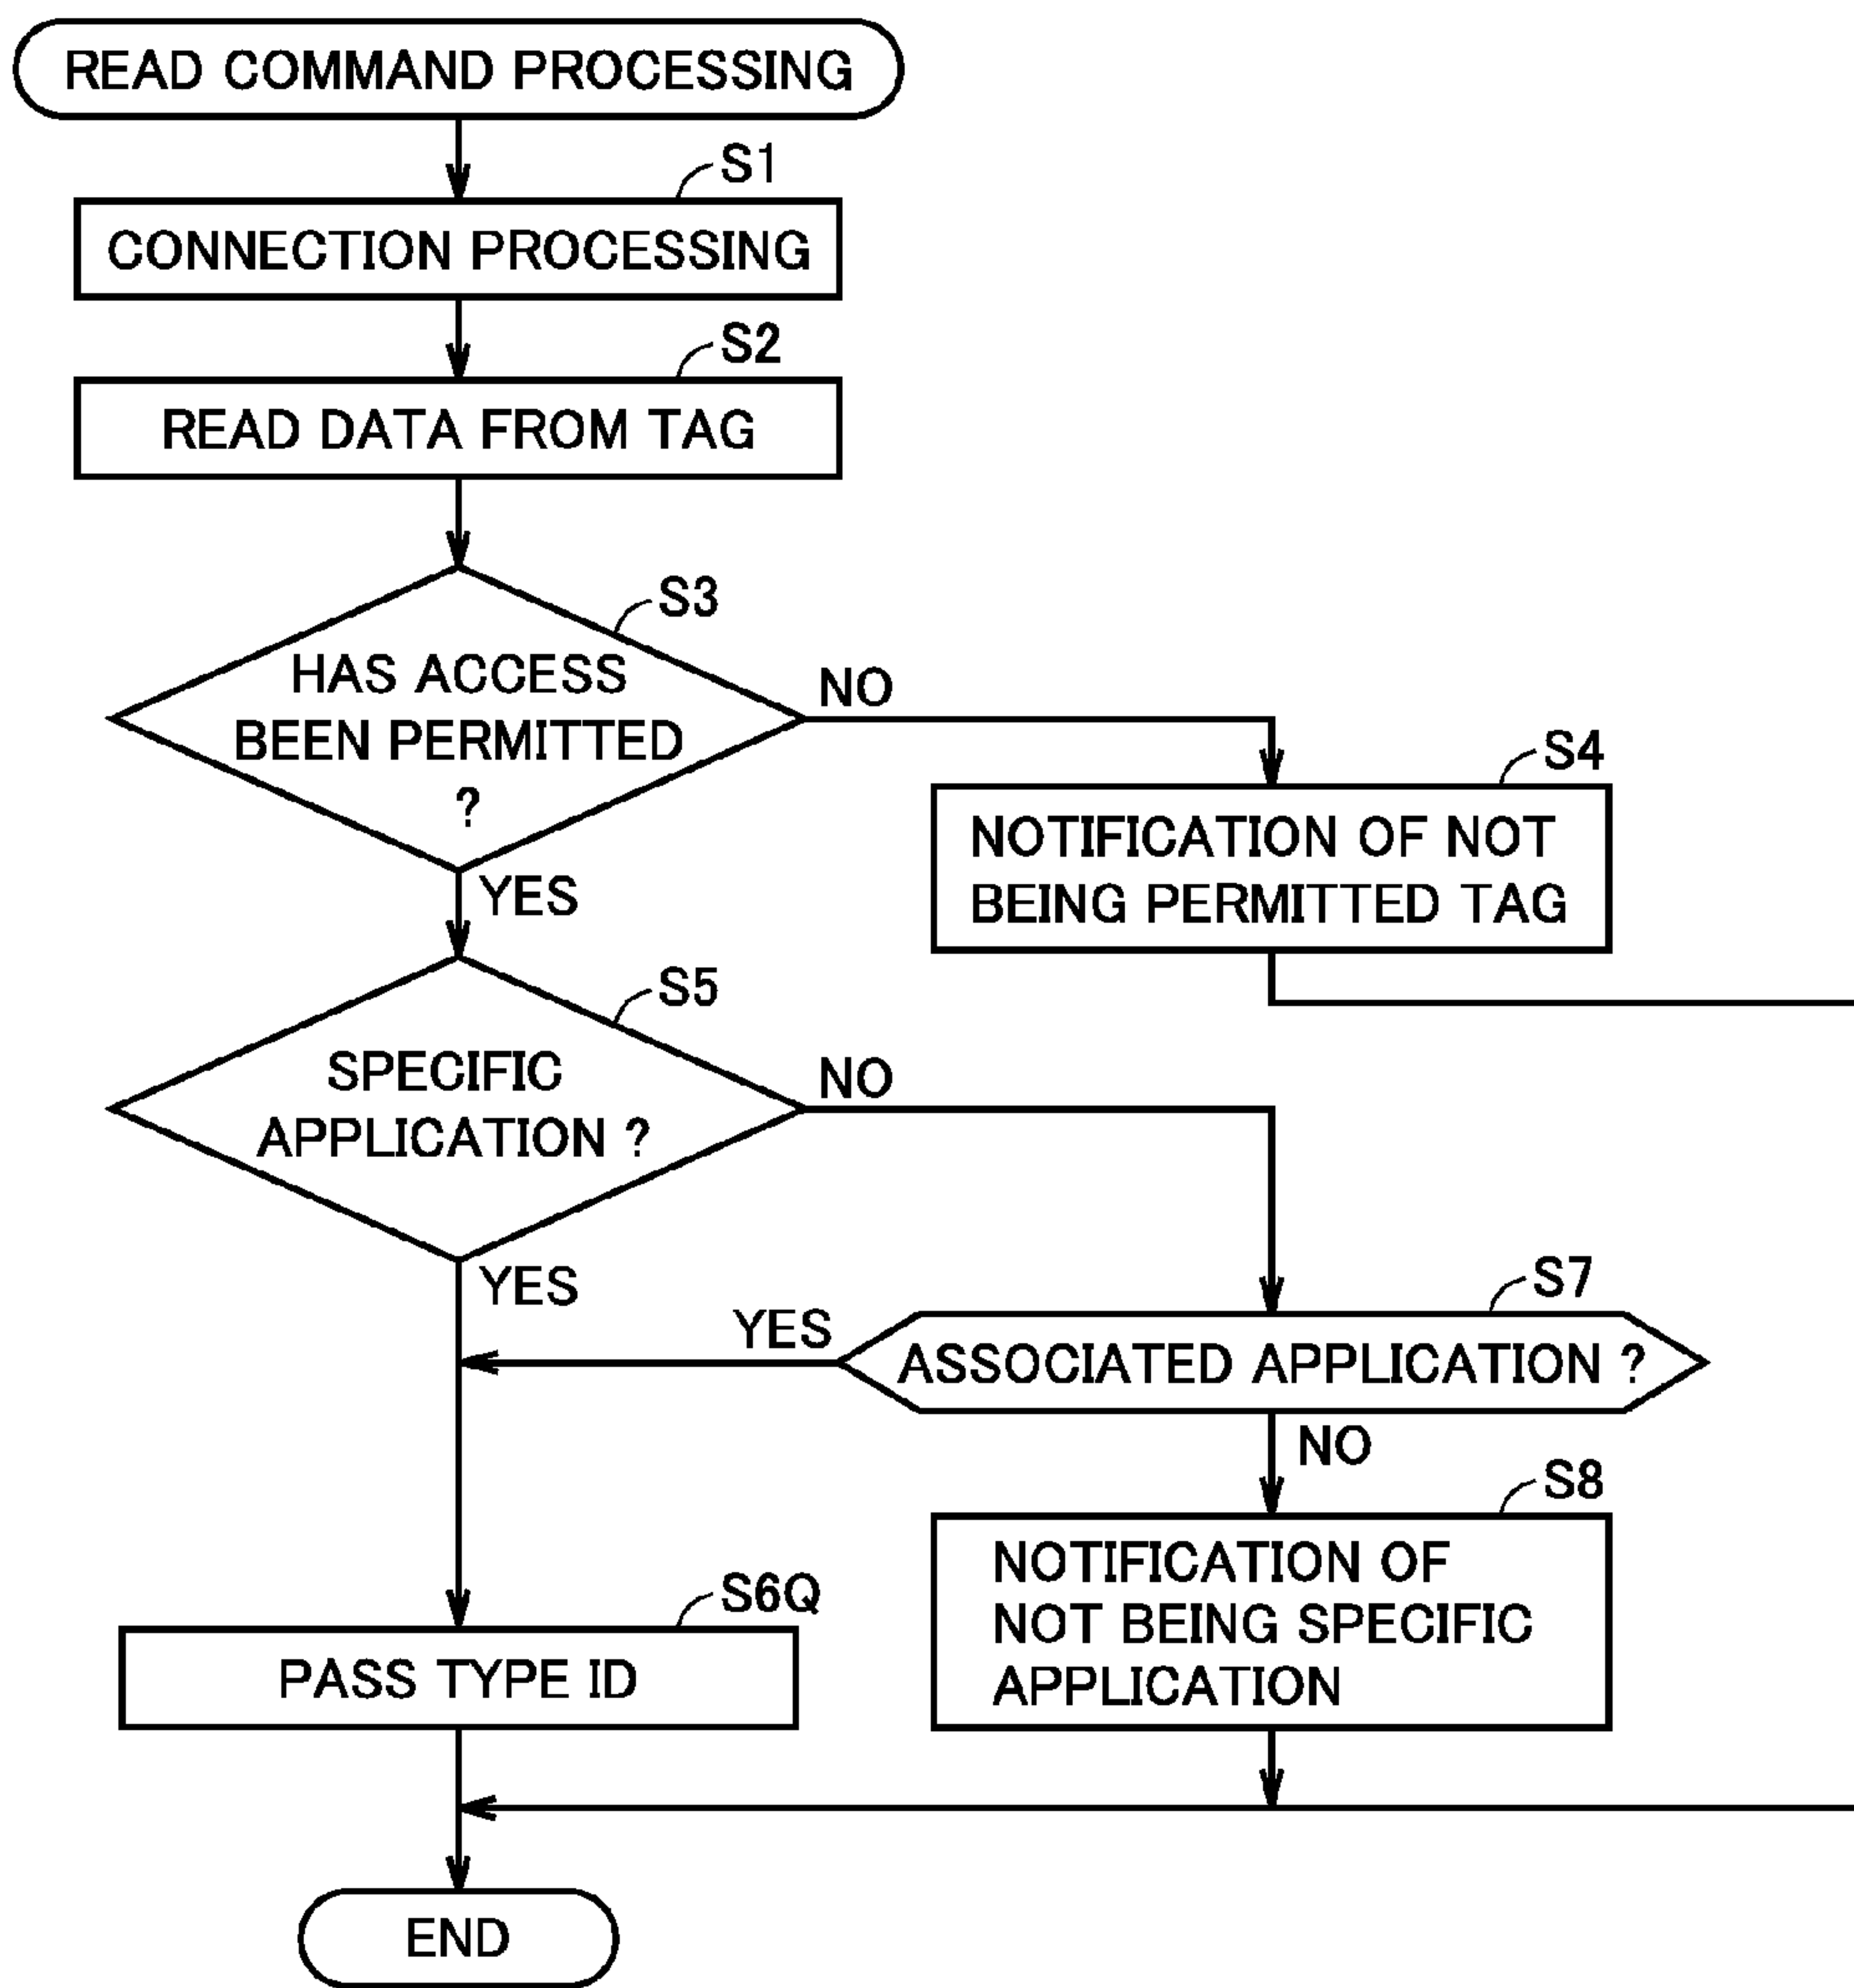 READ COMMAND PROCESSING
S1
CONNECTION PROCESSING
S2
READ DATA FROM TAG
S3
HAS ACCESS
BEEN PERMITTED
?
NO
S4
NOTIFICATION OF NOT
BEING PERMITTED TAG
YES
S5
SPECIFIC
APPLICATION ?
NO
YES
S7
YES
ASSOCIATED APPLICATION ?
NO
S8
NOTIFICATION OF
NOT BEING SPECIFIC
APPLICATION
S6Q
PASS TYPE ID
END